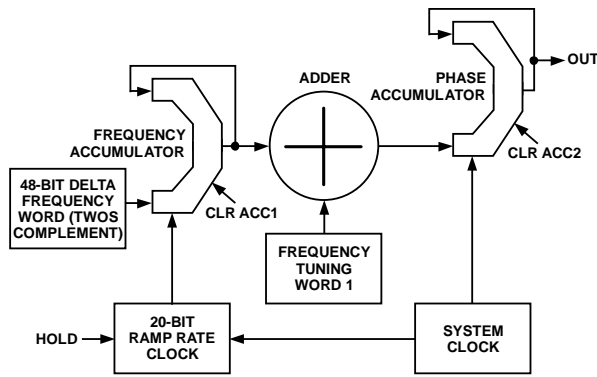 ADDER
PHASE
ACCUMULATOR
OUT
FREQUENCY
ACCUMULATOR
CLR ACC2
48-BIT DELTA
FREQUENCY
WORD (TWOS
COMPLEMENT)
CLR ACC1
FREQUENCY
TUNING
WORD 1
HOLD
20-BIT
RAMP RATE
CLOCK
SYSTEM
CLOCK